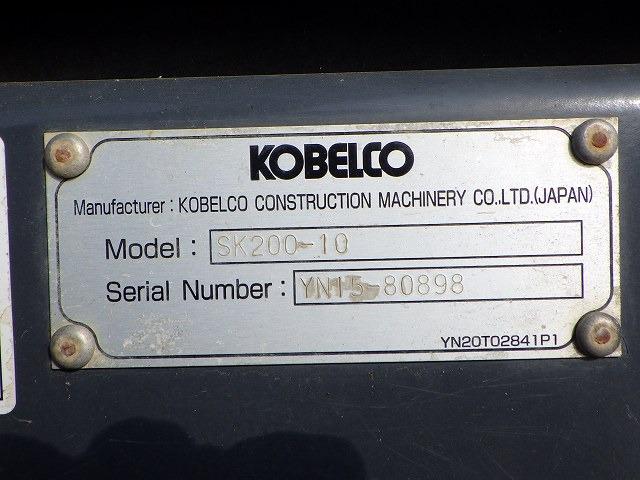 KOBELCO
Manufacturer : KOBELCO CONSTRUCTION MACHINERY CO.,LTD.(JAPAN)
Model : SK200-10
Serial Number : YN15-80898
YN20T02841P1